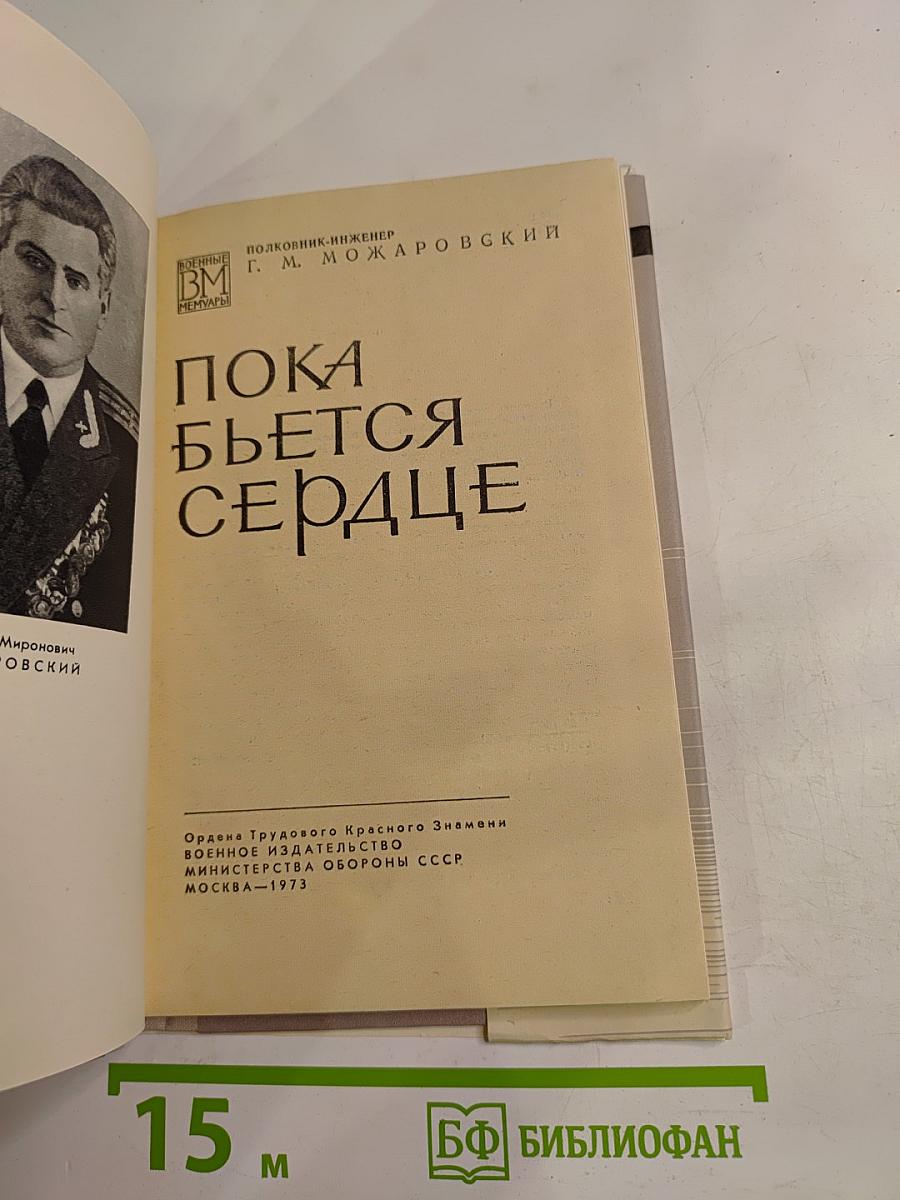 Миронович
РОВСКИЙ
ВОЕННЫЕ
ВМ
МЕМУАРЫ
ПОЛКОВНИК-ИНЖЕНЕР
Г. М. МОЖАРОВСКИЙ
ПОКА
БЬЕТСЯ
СЕРДЦЕ
Ордена Трудового Красного Знамени
ВОЕННОЕ ИЗДАТЕЛЬСТВО
МИНИСТЕРСТВА ОБОРОНЫ СССР
МОСКВА—1973
15 м
БФ БИБЛИОФАН